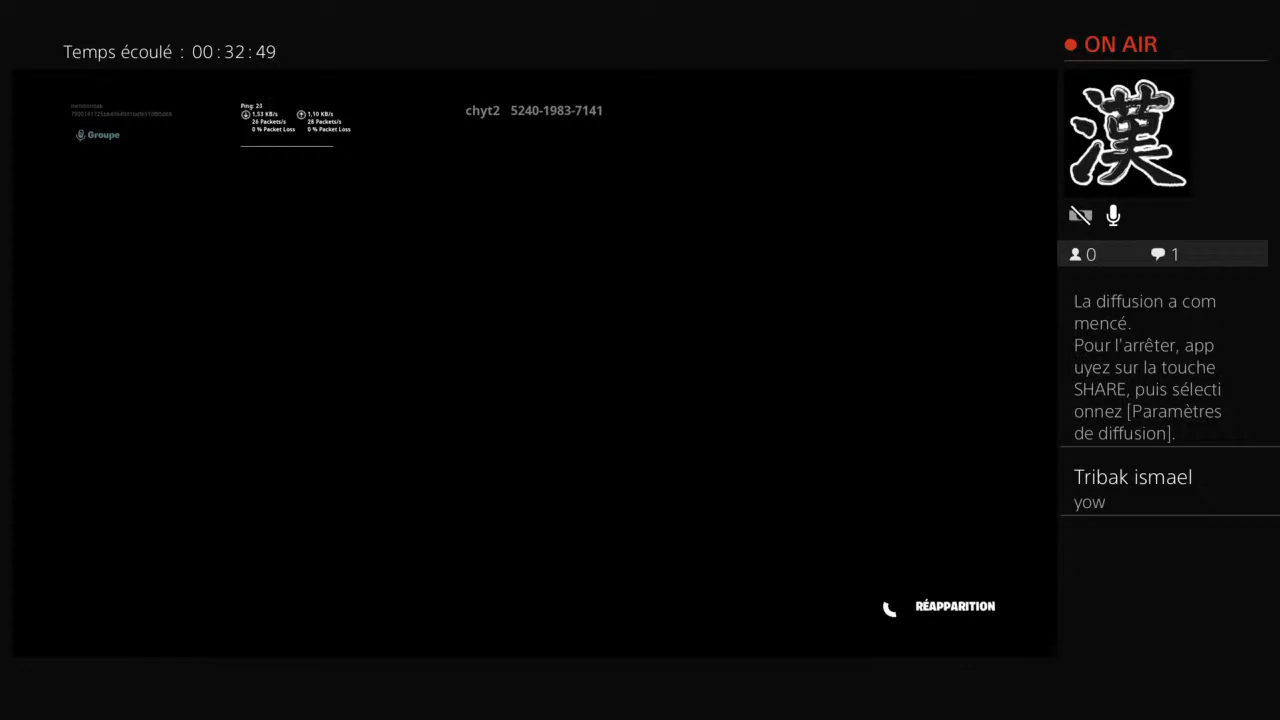 Temps écoulé : 00:32:49
ON AIR
漢
Ping: 23
1,53 KB/s
26 Packets/s
0 % Packet Loss
1,10 KB/s
28 Packets/s
0 % Packet Loss
Groupe
chyt2 5240-1983-7141
0
1
La diffusion a com
mencé.
Pour l'arrêter, app
uyez sur la touche
SHARE, puis sélecti
onnez [Paramètres
de diffusion].
Tribak ismael
yow
RÉAPPARITION